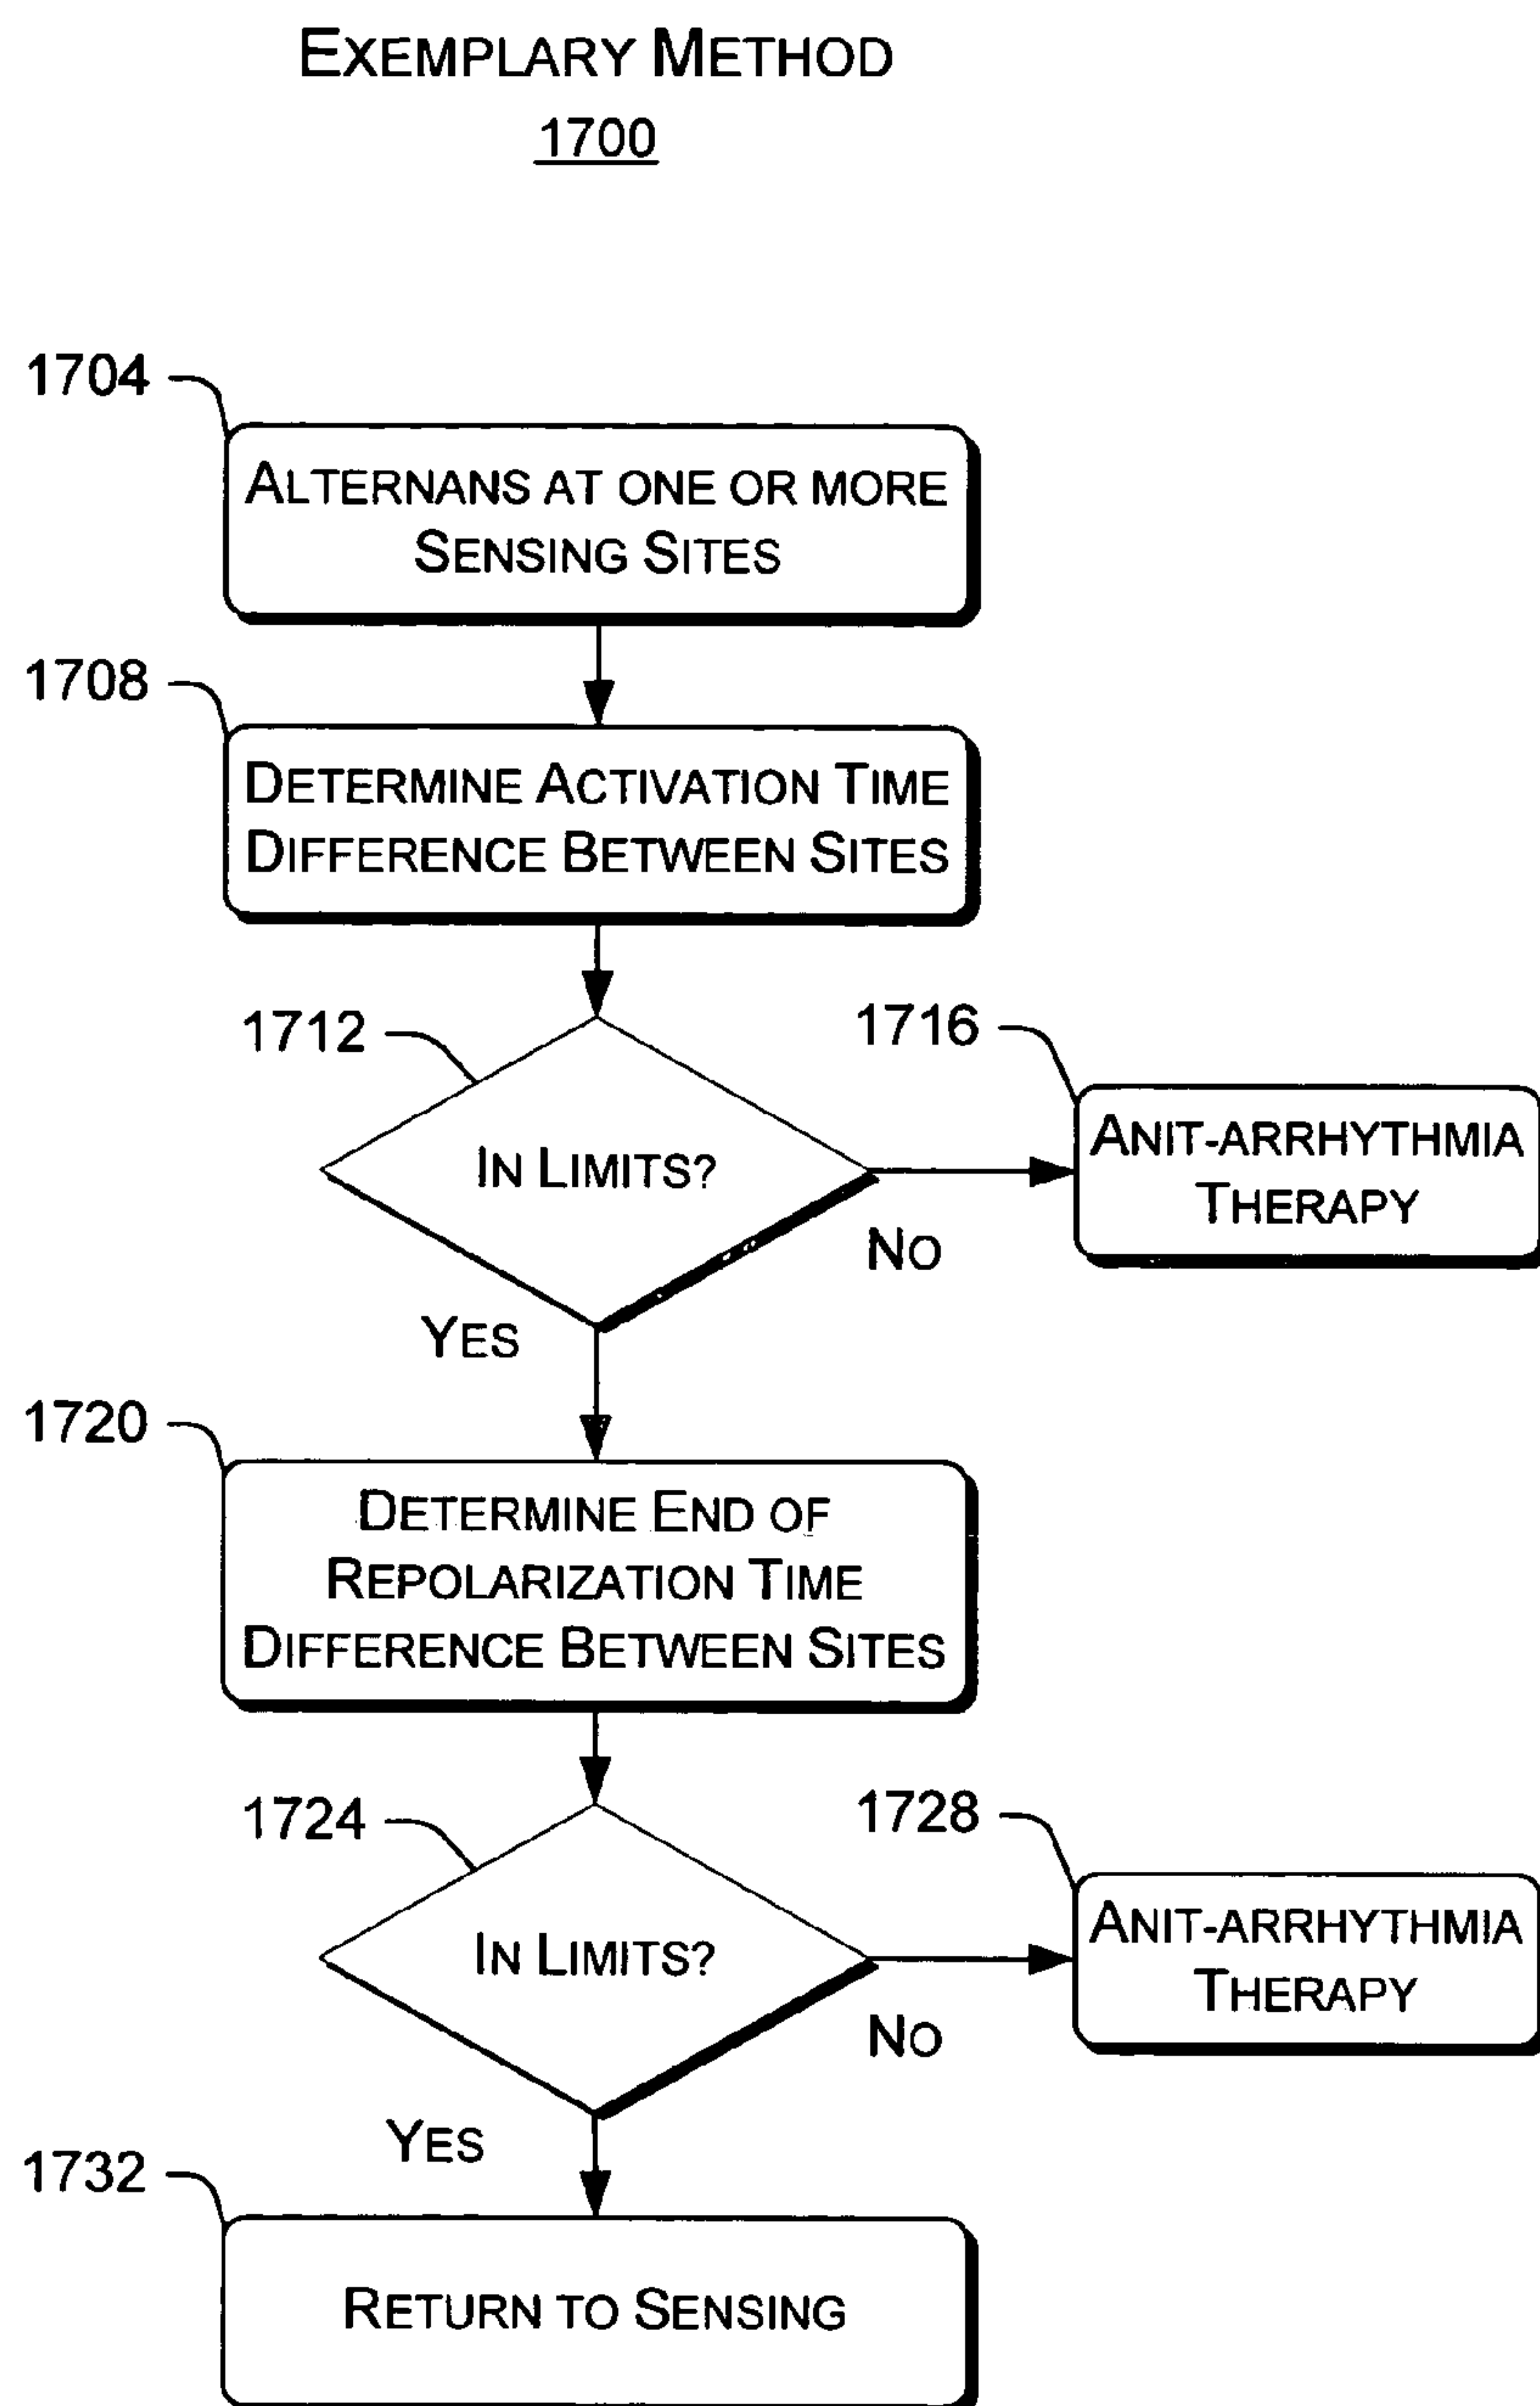 EXEMPLARY METHOD
1700
1704
ALTERNANS AT ONE OR MORE
SENSING SITES
1708
DETERMINE ACTIVATION TIME
DIFFERENCE BETWEEN SITES
1712
IN LIMITS?
1716
ANIT-ARRHYTHMIA
THERAPY
NO
YES
1720
DETERMINE END OF
REPOLARIZATION TIME
DIFFERENCE BETWEEN SITES
1724
IN LIMITS?
1728
ANIT-ARRHYTHMIA
THERAPY
NO
YES
1732
RETURN TO SENSING